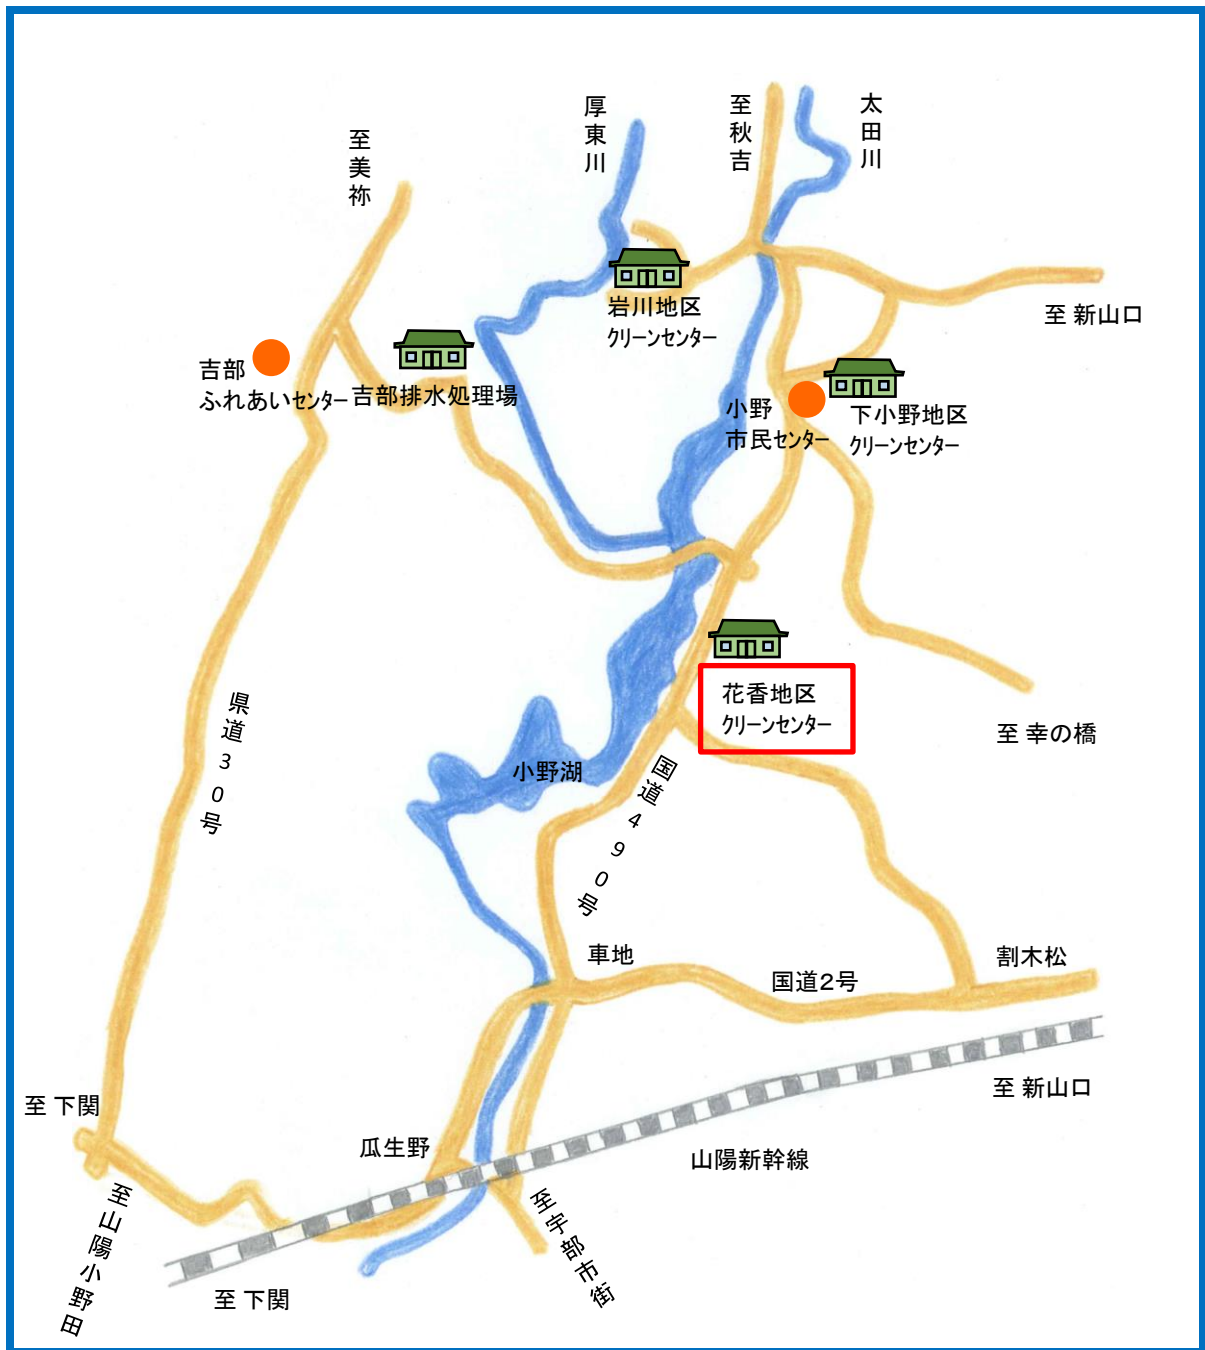 厚東川
至秋吉
太田川
至美祢
岩川地区
クリーンセンター
至 新山口
吉部
ふれあいセンター
吉部排水処理場
小野
市民センター
下小野地区
クリーンセンター
花香地区
クリーンセンター
至 幸の橋
県道30号
小野湖
国道490号
車地
国道2号
割木松
至 新山口
至 下関
瓜生野
山陽新幹線
至山陽小野田
至宇部市街
至 下関